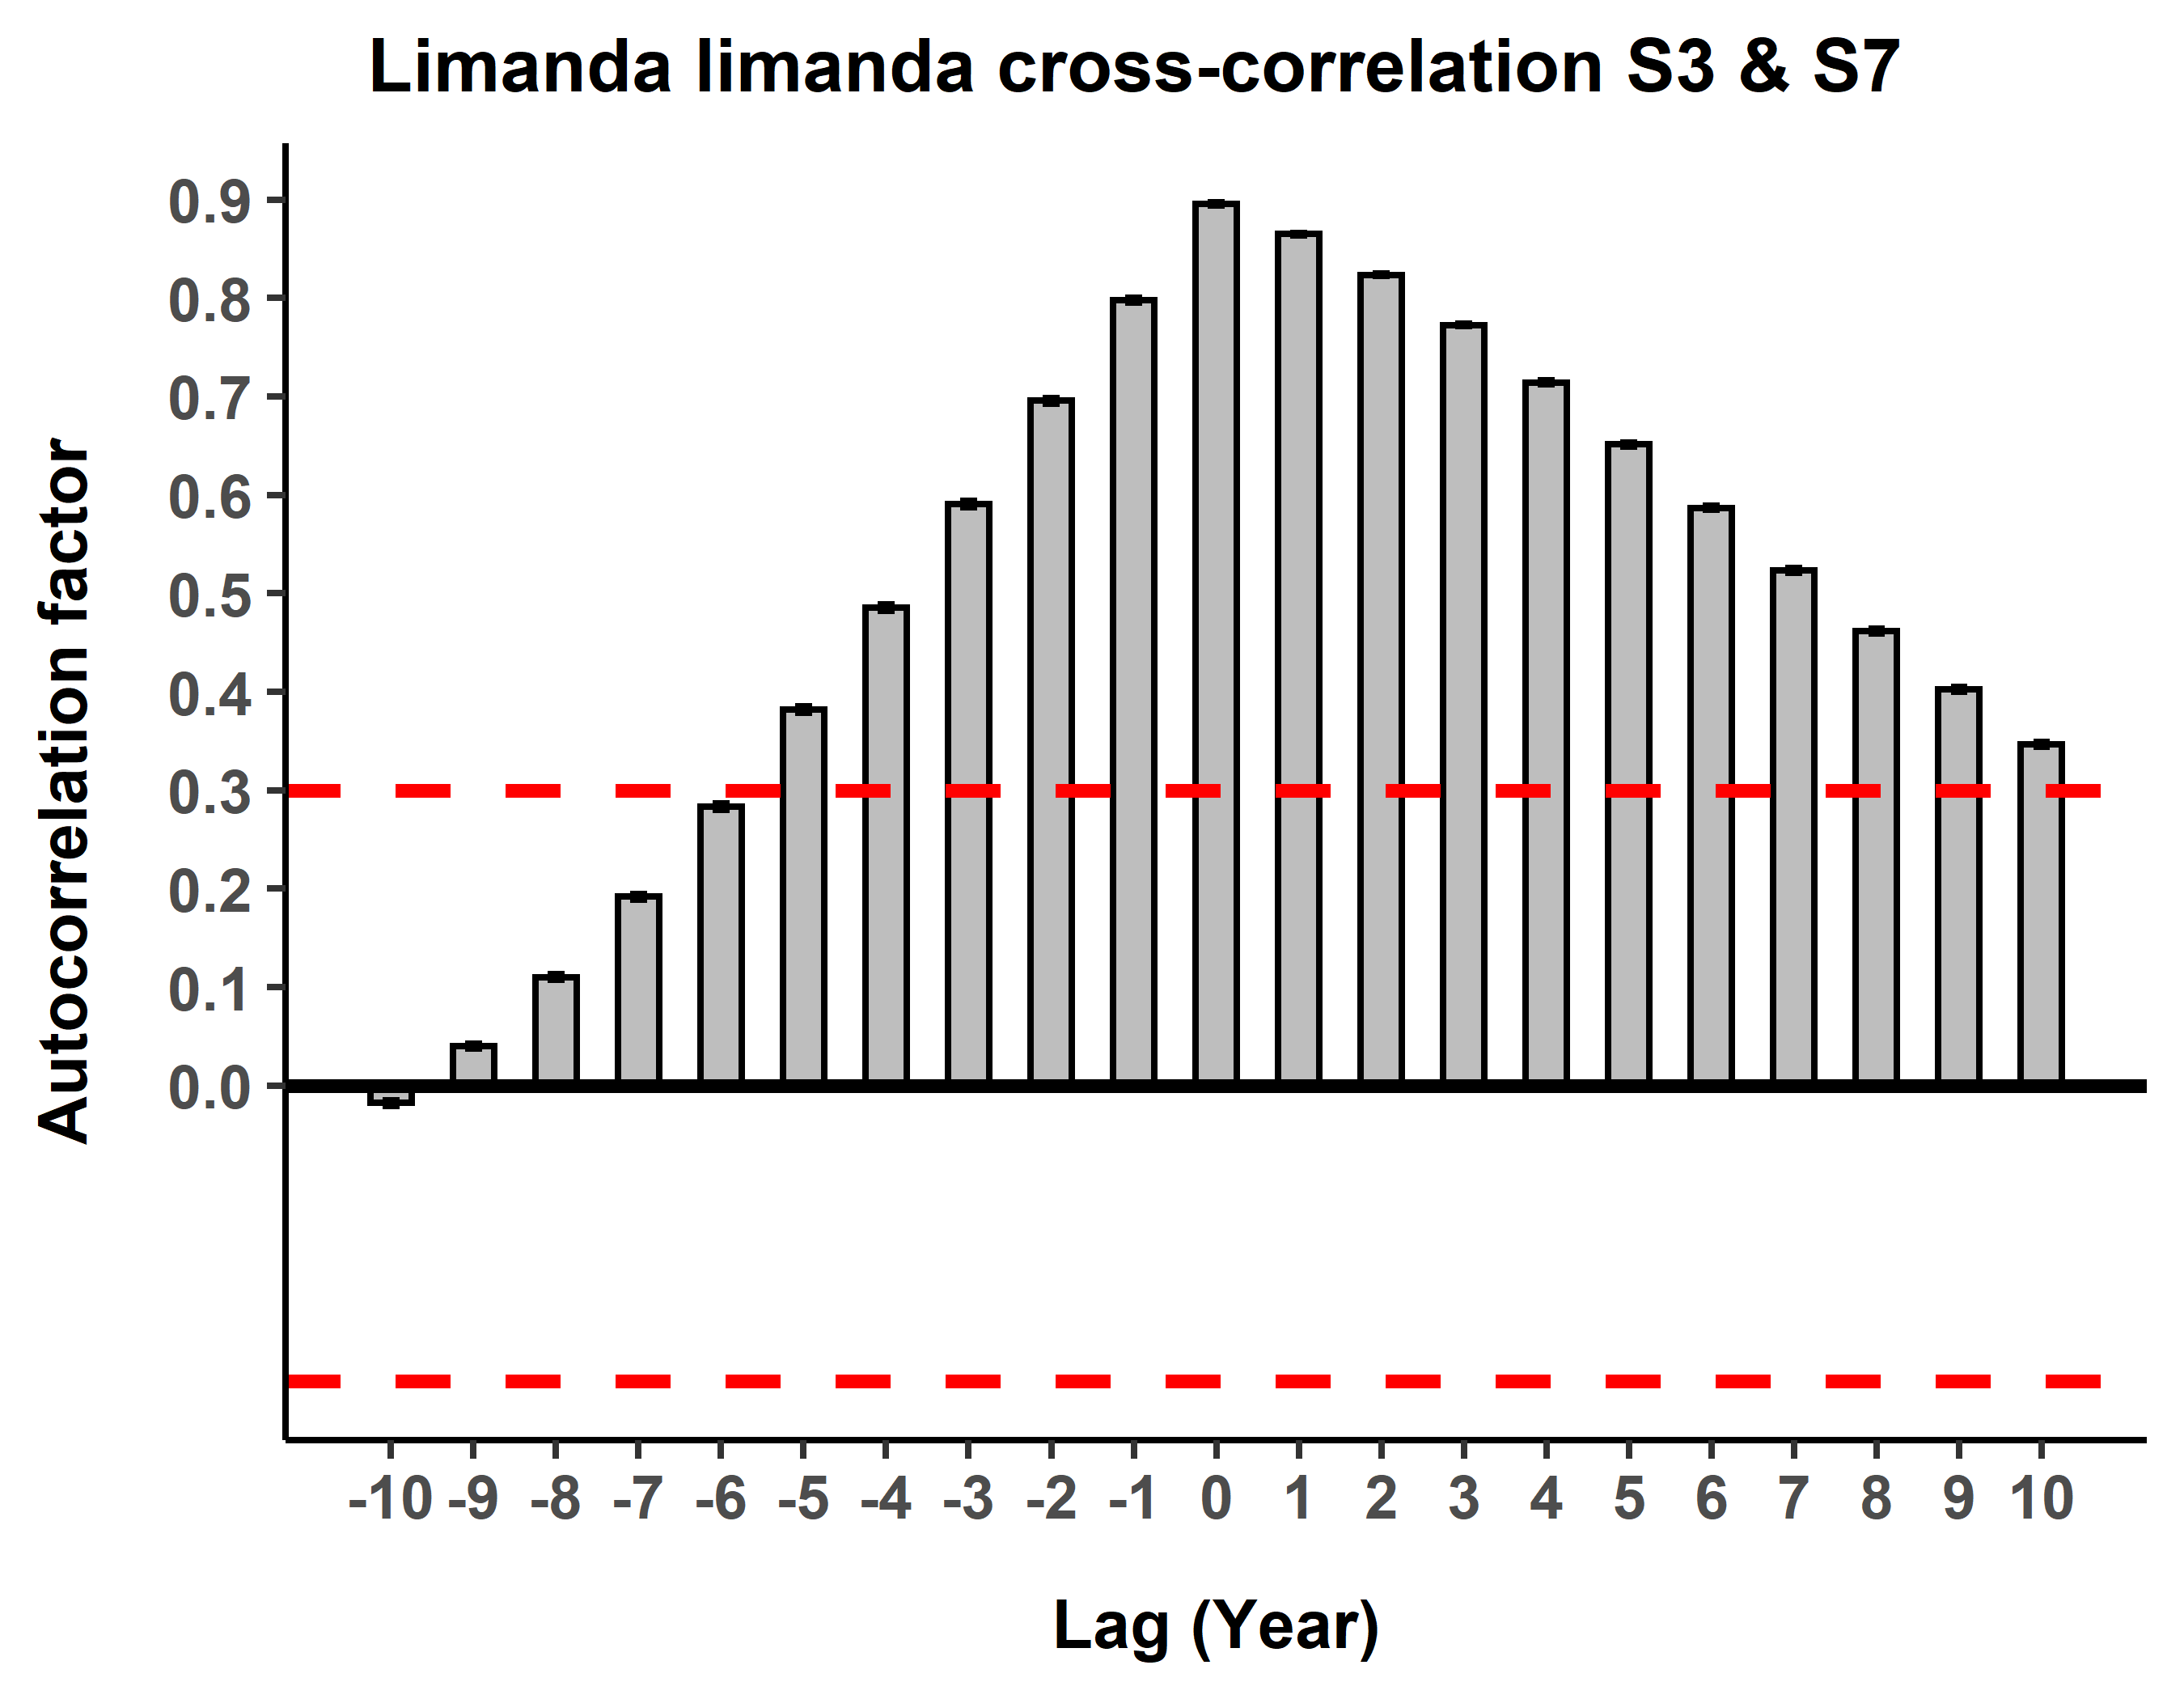 Limanda limanda cross-correlation S3 & S7
Autocorrelation factor
0.9
0.8
0.7
0.6
0.5
0.4
0.3
0.2
0.1
0.0
-10 -9 -8 -7 -6 -5 -4 -3 -2 -1 0 1 2 3 4 5 6 7 8 9 10
Lag (Year)